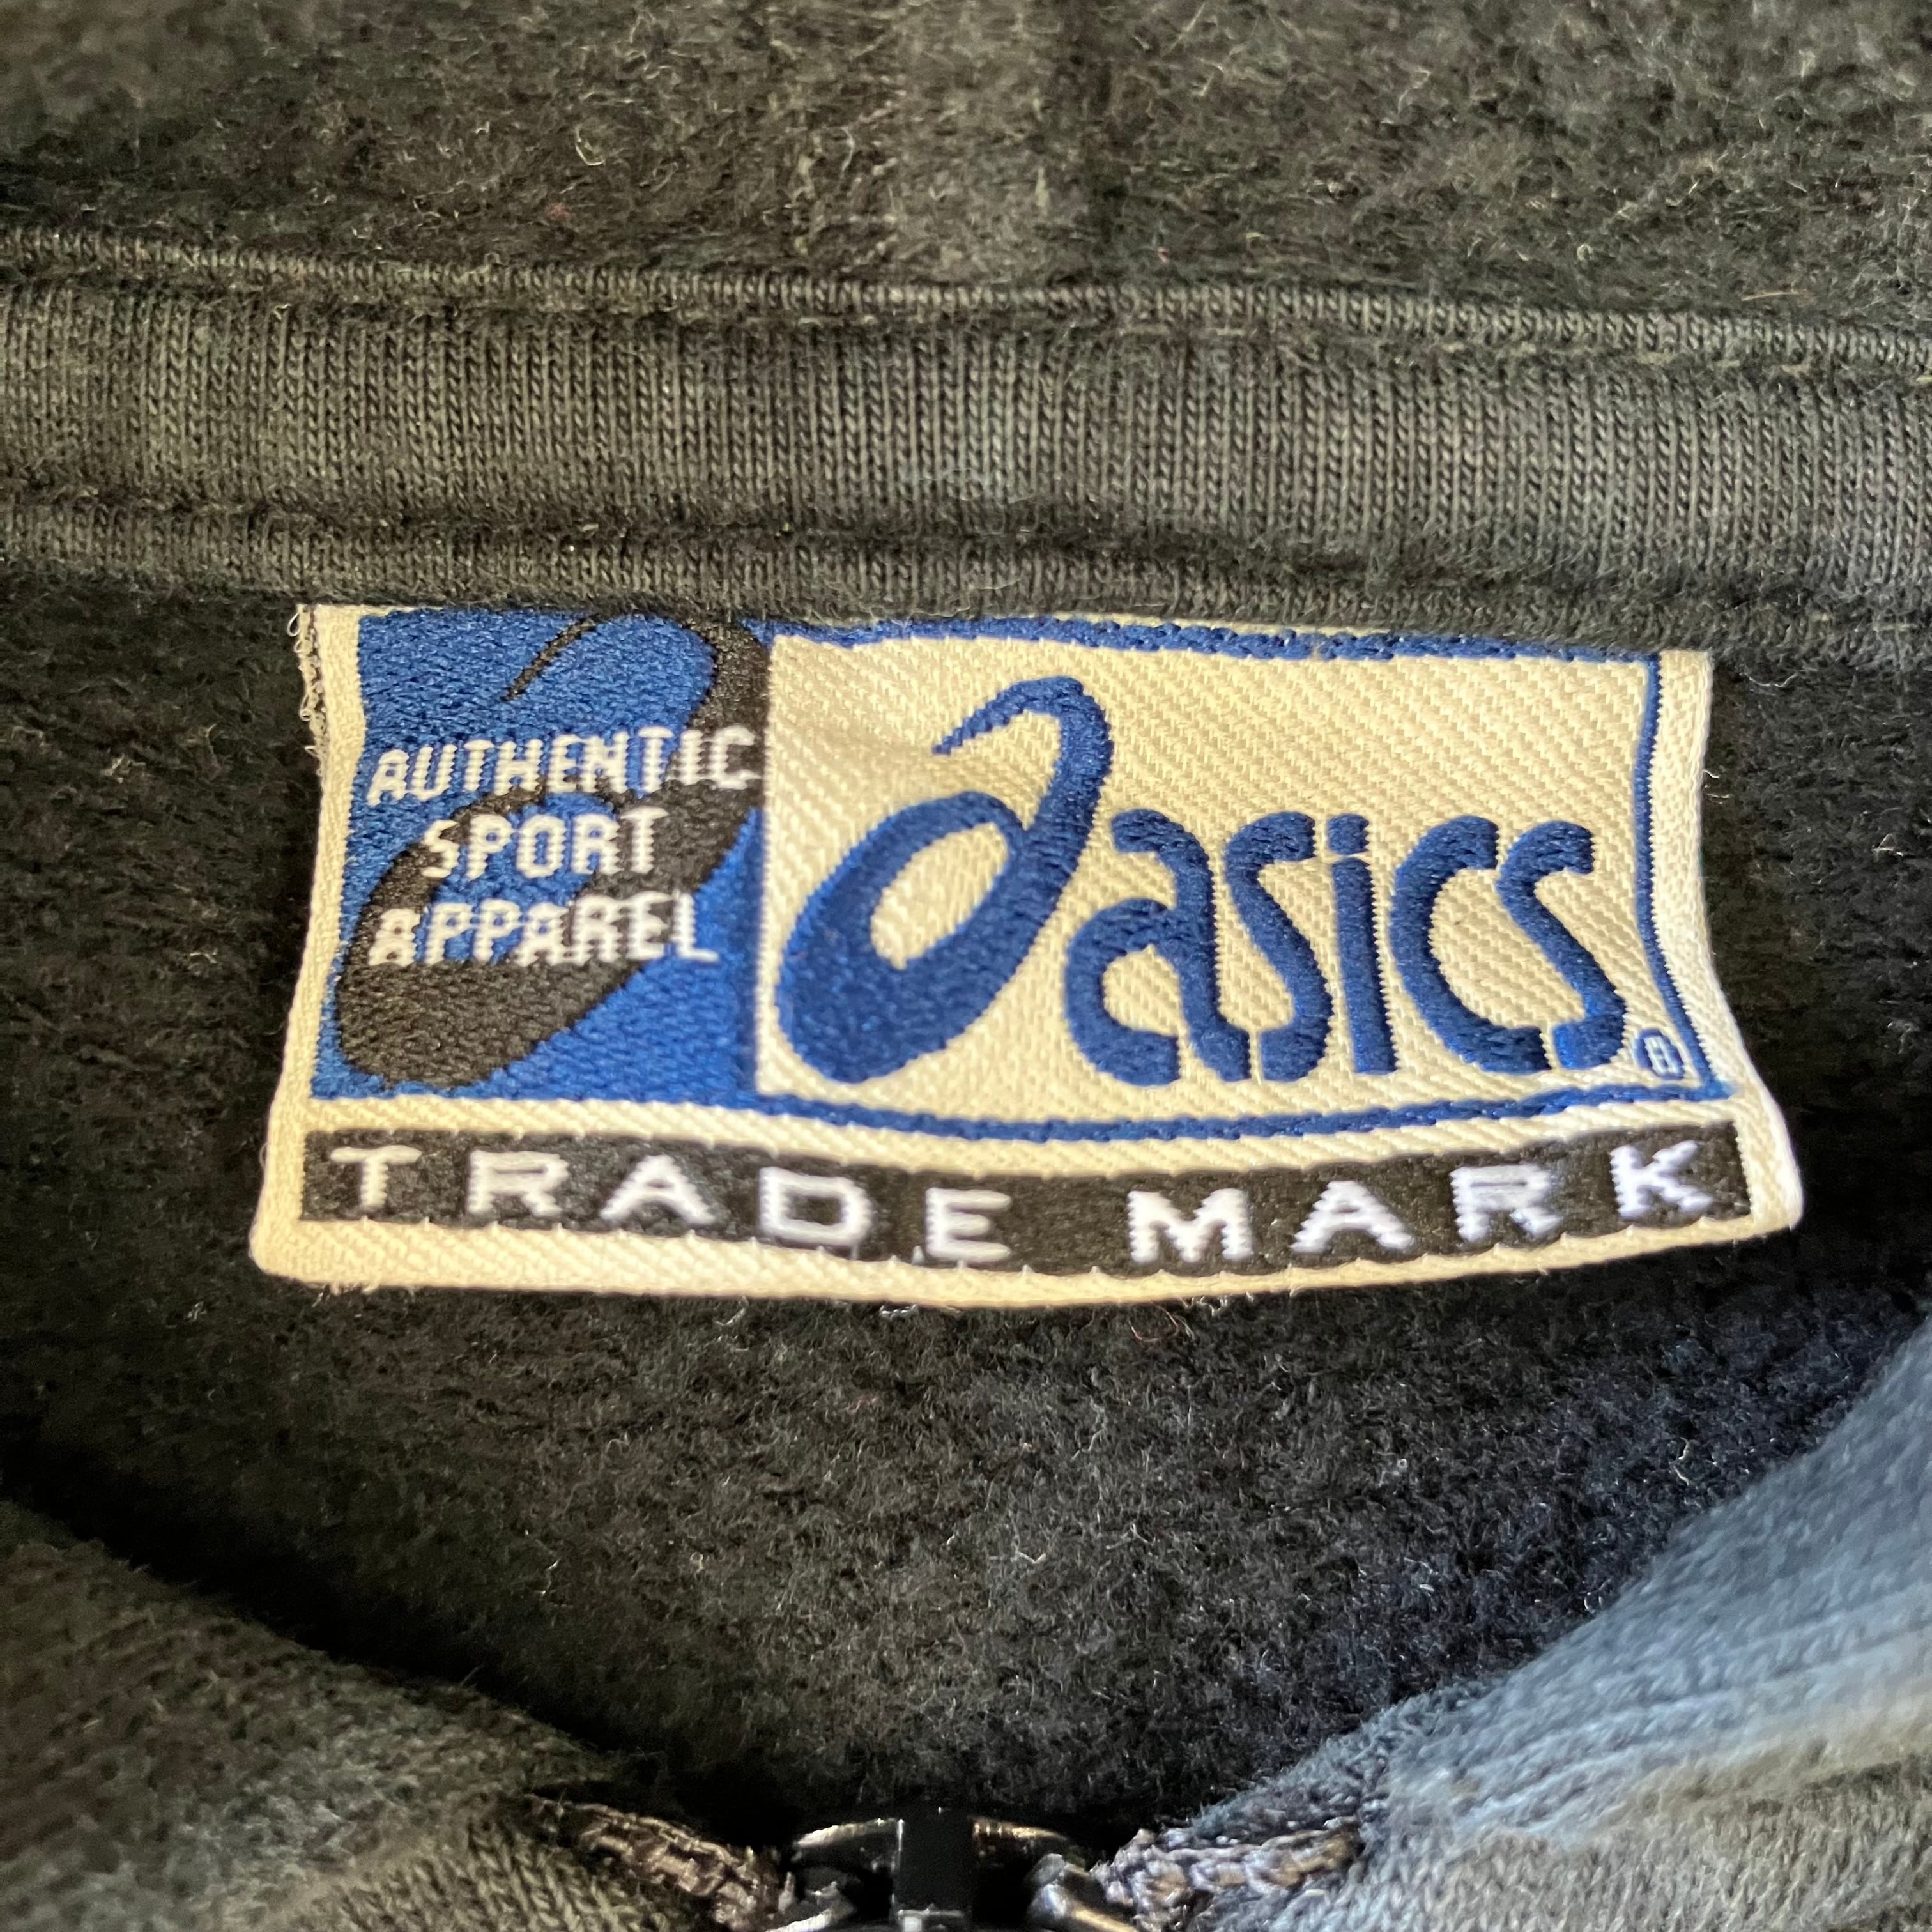 AUTHENTIC
SPORT
APPAREL
asics®
TRADE MARK